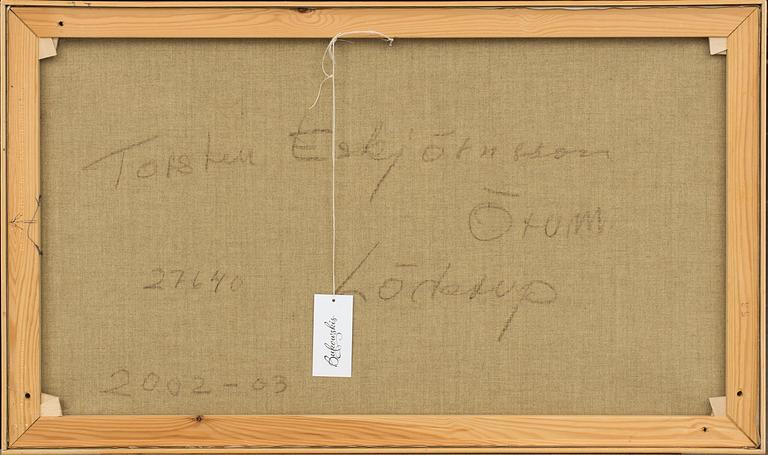 Torsten Esbjörnsson
Örum
27640 Löderup
Bukowskis
2002-03